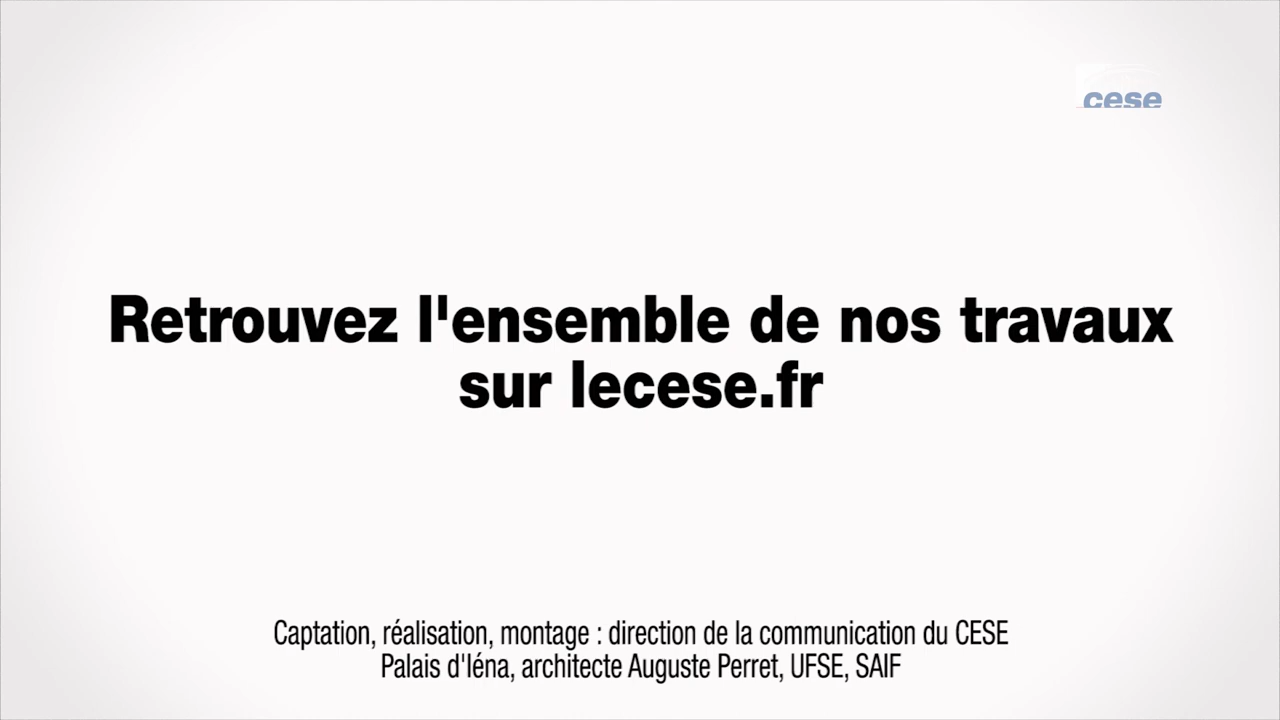 cese
Retrouvez l'ensemble de nos travaux
sur lecese.fr
Captation, réalisation, montage : direction de la communication du CESE
Palais d'Iéna, architecte Auguste Perret, UFSE, SAIF